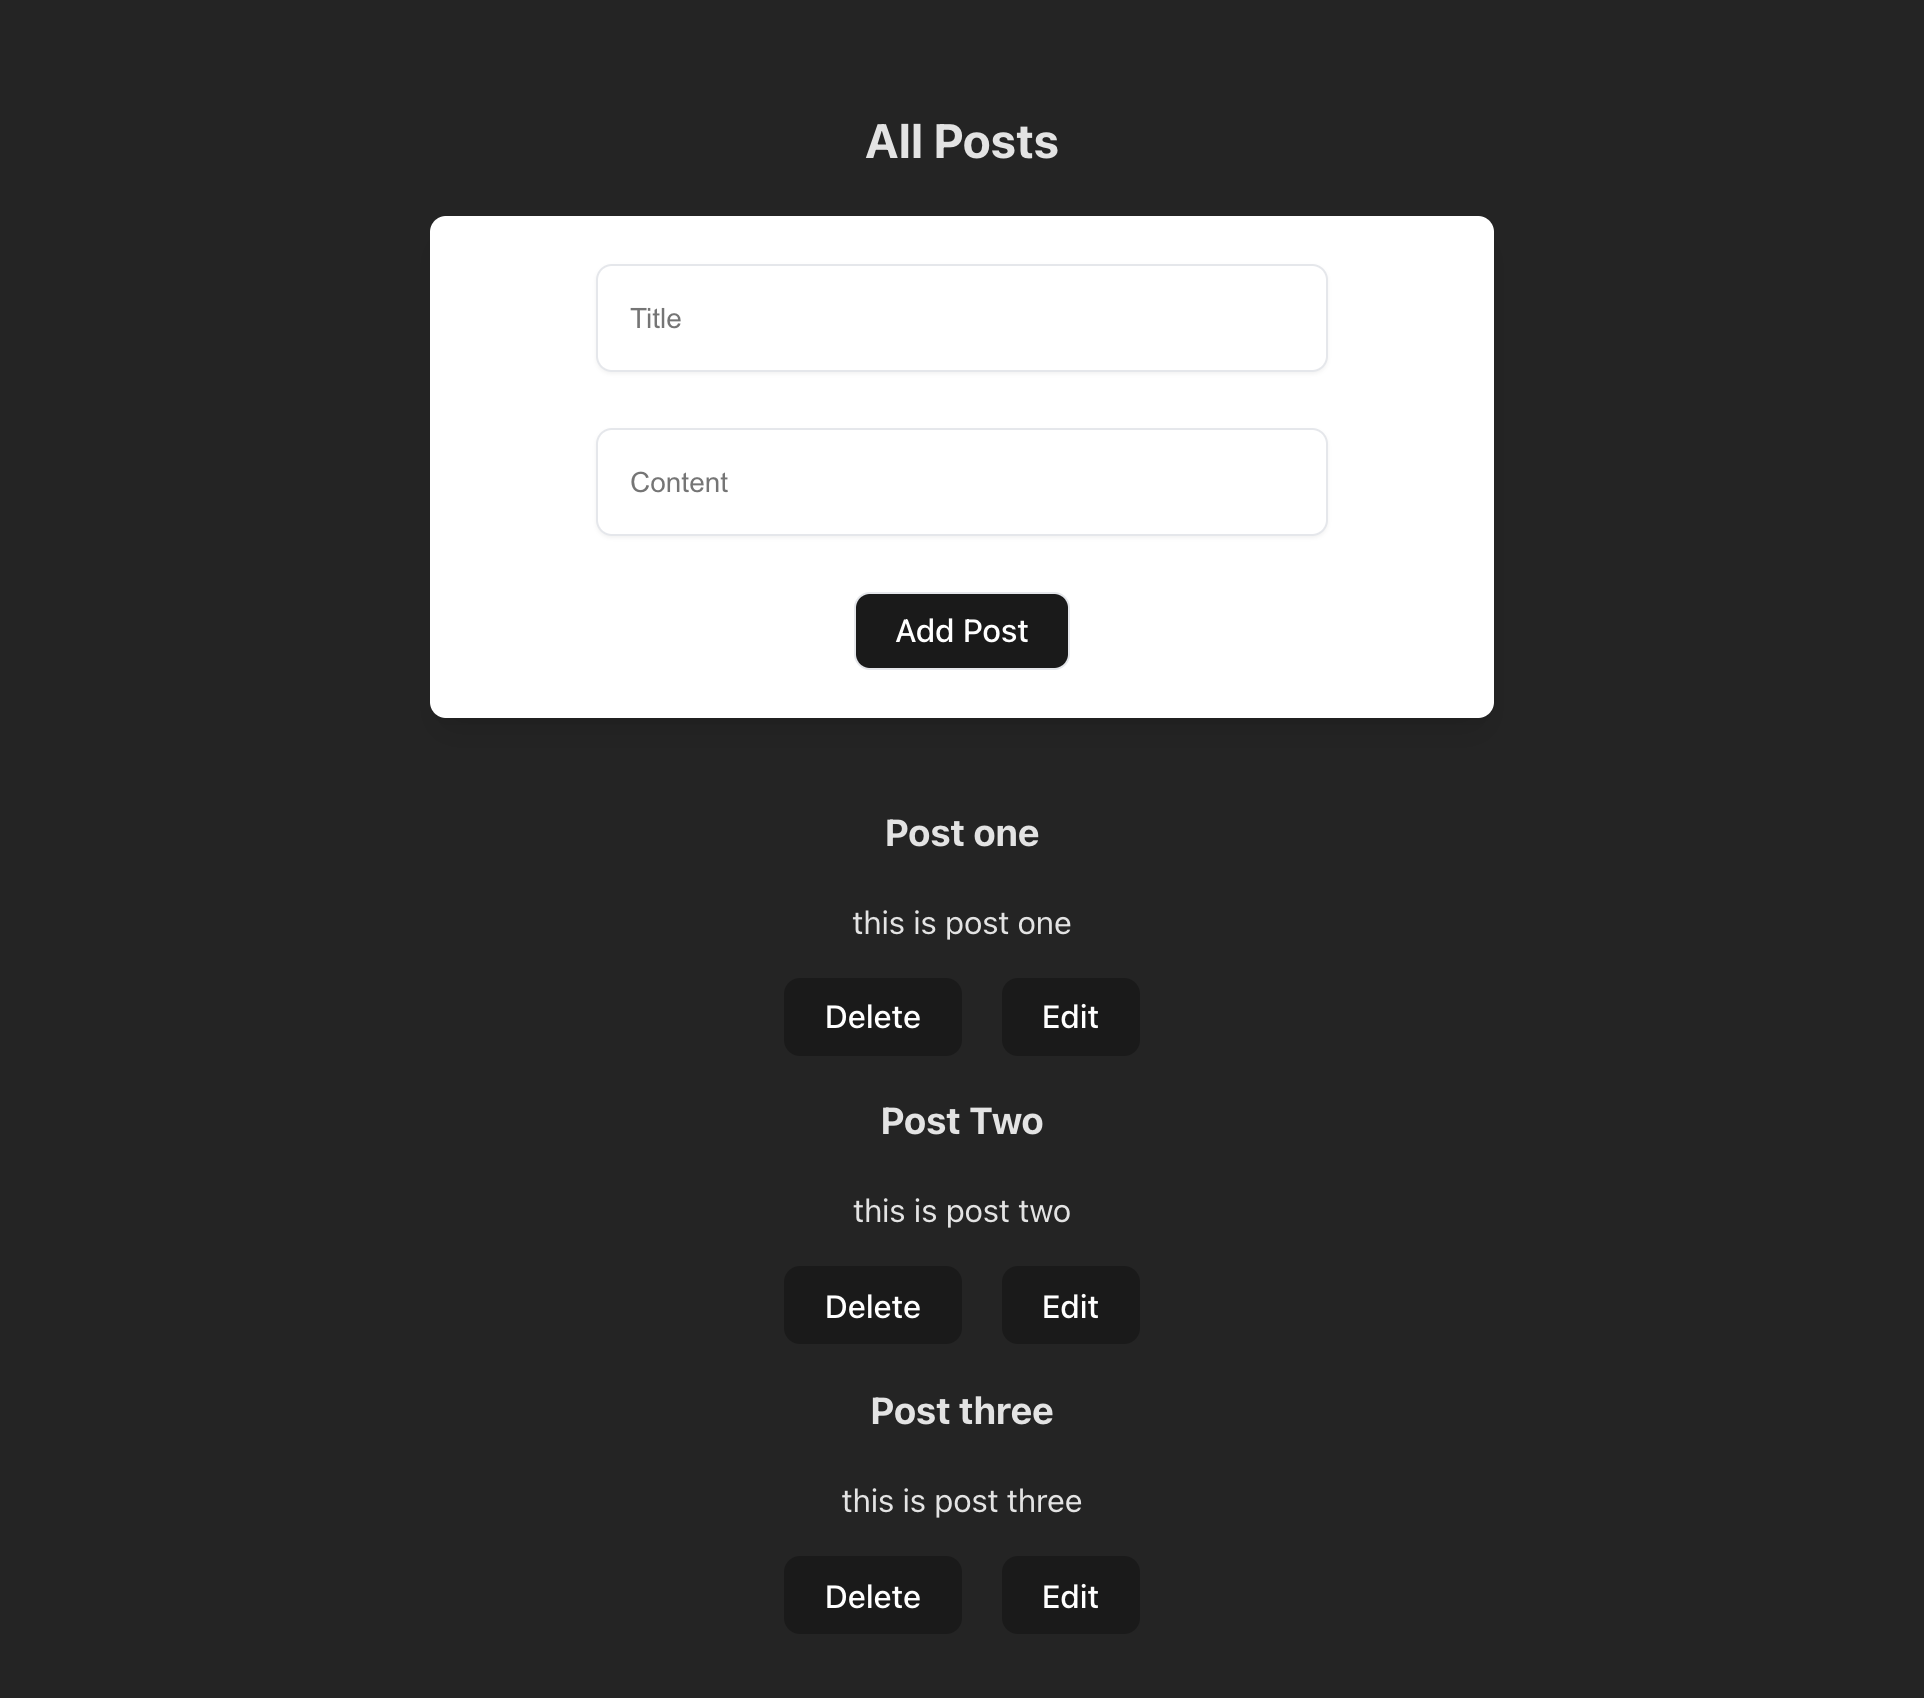 All Posts
Title
Content
Add Post
Post one
this is post one
Delete Edit
Post Two
this is post two
Delete Edit
Post three
this is post three
Delete Edit